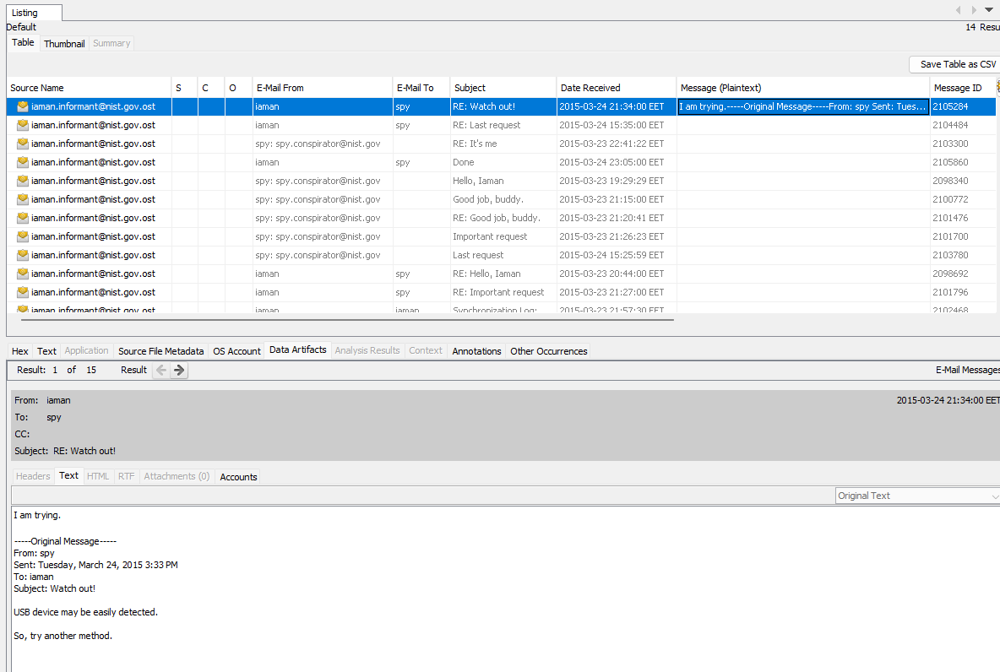 Listing
Default
14 Resu
Table Thumbnail Summary
Save Table as CSV
Source Name S C O E-Mail From E-Mail To Subject Date Received Message (Plaintext) Message ID
iaman.informant@nist.gov.ost iaman spy RE: Watch out! 2015-03-24 21:34:00 EET I am trying.-----Original Message-----From: spy Sent: Tues... 2105284
iaman.informant@nist.gov.ost iaman spy RE: Last request 2015-03-24 15:35:00 EET 2104484
iaman.informant@nist.gov.ost spy: spy.conspirator@nist.gov RE: It's me 2015-03-23 22:41:22 EET 2103300
iaman.informant@nist.gov.ost iaman spy Done 2015-03-24 23:05:00 EET 2105860
iaman.informant@nist.gov.ost spy: spy.conspirator@nist.gov Hello, Iaman 2015-03-23 19:29:29 EET 2098340
iaman.informant@nist.gov.ost spy: spy.conspirator@nist.gov Good job, buddy. 2015-03-23 21:15:00 EET 2100772
iaman.informant@nist.gov.ost spy: spy.conspirator@nist.gov RE: Good job, buddy. 2015-03-23 21:20:41 EET 2101476
iaman.informant@nist.gov.ost spy: spy.conspirator@nist.gov Important request 2015-03-23 21:26:23 EET 2101700
iaman.informant@nist.gov.ost spy: spy.conspirator@nist.gov Last request 2015-03-24 15:25:59 EET 2103780
iaman.informant@nist.gov.ost iaman spy RE: Hello, Iaman 2015-03-23 20:44:00 EET 2098692
iaman.informant@nist.gov.ost iaman spy RE: Important request 2015-03-23 21:27:00 EET 2101796
iaman.informant@nist.gov.ost iaman iaman Synchronization Log: 2015-03-23 21:57:30 EET 2102468
Hex Text Application Source File Metadata OS Account Data Artifacts Analysis Results Context Annotations Other Occurrences
Result: 1 of 15 Result E-Mail Messages
From: iaman 2015-03-24 21:34:00 EET
To: spy
CC:
Subject: RE: Watch out!
Headers Text HTML RTF Attachments (0) Accounts
Original Text
I am trying.
-----Original Message-----
From: spy
Sent: Tuesday, March 24, 2015 3:33 PM
To: iaman
Subject: Watch out!
USB device may be easily detected.
So, try another method.